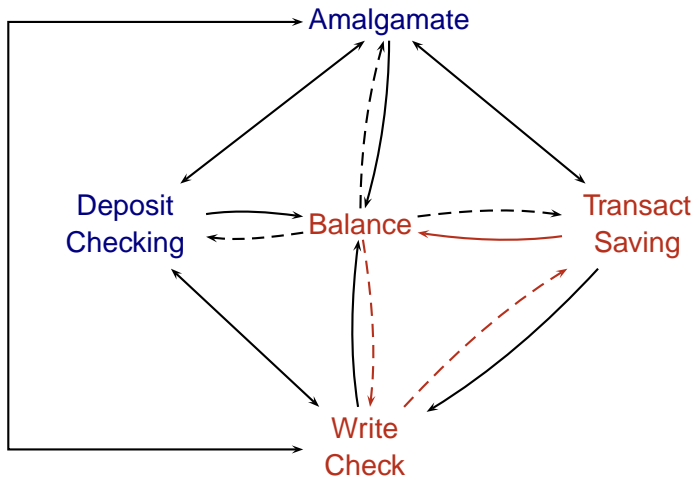 Amalgamate
Deposit
Checking
Balance
Transact
Saving
Write
Check